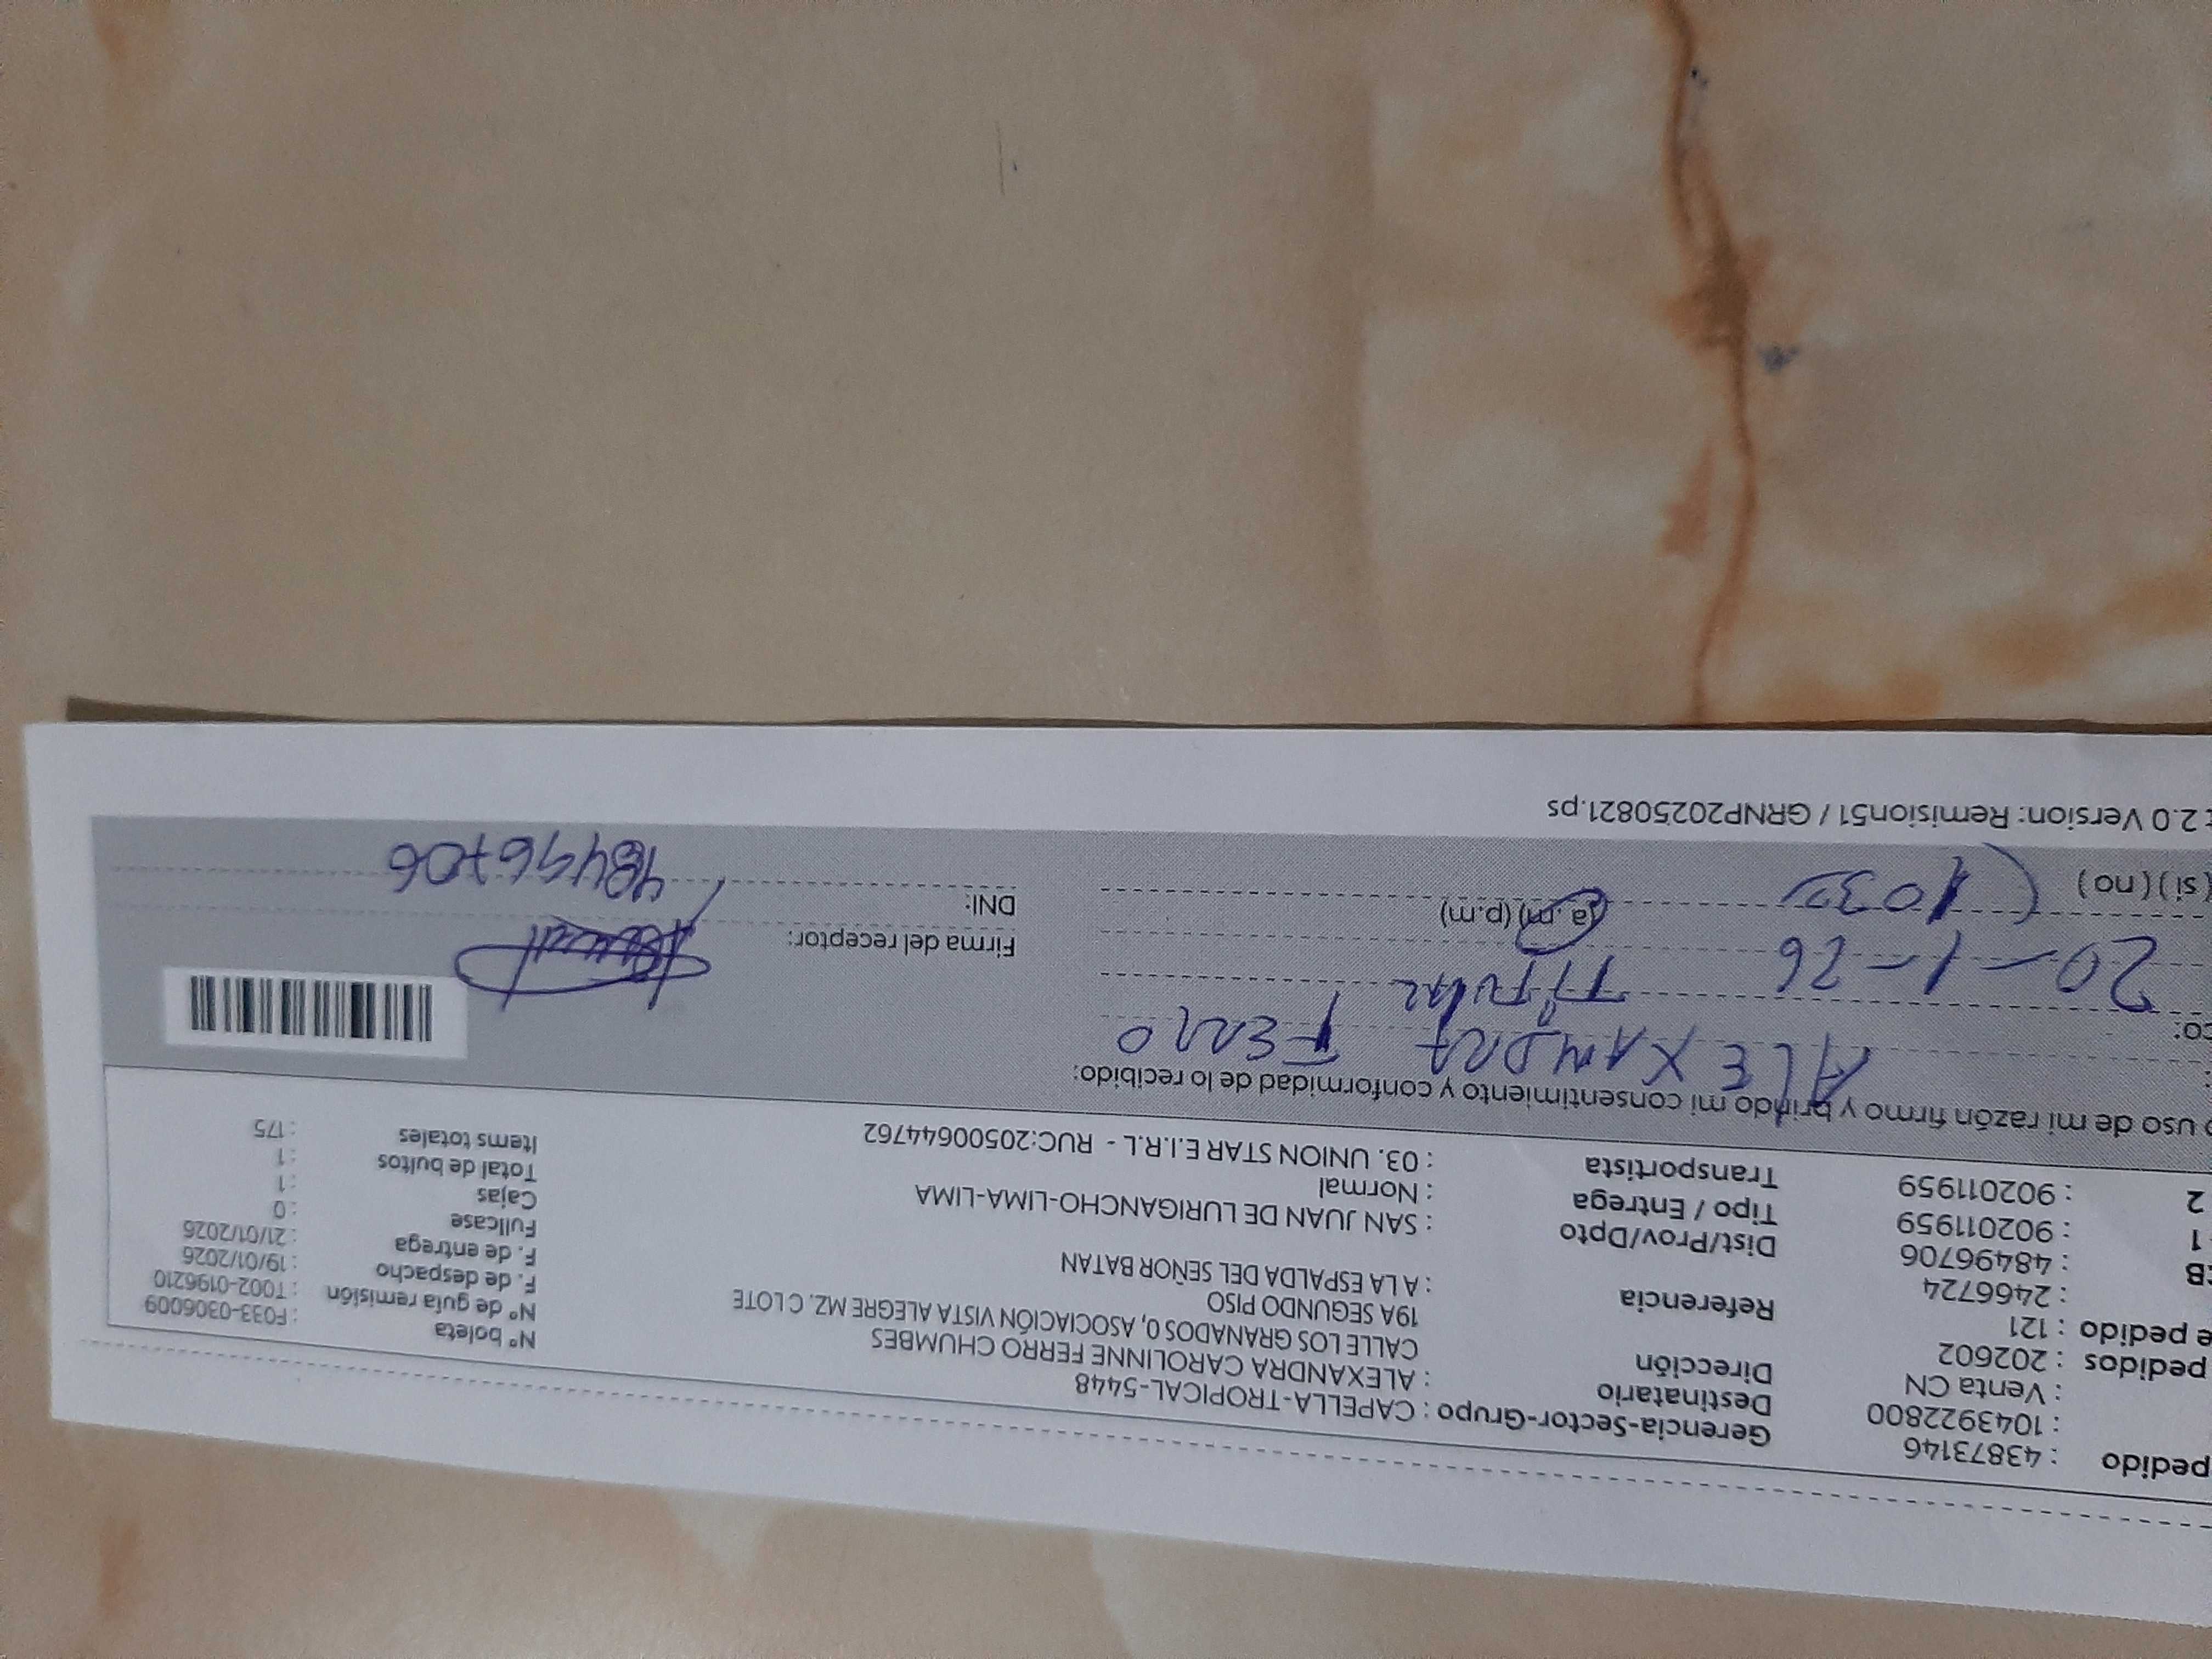 pedido : 43873146
: 1043922800
: Venta CN
pedidos : 202602
e pedido : 121
: 2466724
: 48496706
1 : 902011959
2 : 902011959
Gerencia-Sector-Grupo : CAPELLA-TROPICAL-5448
Destinatario : ALEXANDRA CAROLINNE FERRO CHUMBES
Dirección CALLE LOS GRANADOS 0, ASOCIACIÓN VISTA ALEGRE MZ. C LOTE
19A SEGUNDO PISO
Referencia : A LA ESPALDA DEL SEÑOR BATAN
Dist/Prov/Dpto : SAN JUAN DE LURIGANCHO-LIMA-LIMA
Tipo / Entrega : Normal
Transportista : 03. UNION STAR E.I.R.L - RUC:20500644762
Nº boleta : F033-0306009
Nº de guía remisión : T002-0196210
F. de despacho : 19/01/2026
F. de entrega : 21/01/2026
Fullcase : 0
Cajas : 1
Total de bultos : 1
Items totales : 175
uso de mi razón firmo y brindo mi consentimiento y conformidad de lo recibido:
ALEXANDRA FERRO
co: Titular
20-1-26
1030 (a.m) (p.m)
(si) (no)
Firma del receptor:
DNI: 48496706
2.0 Version: Remision51 / GRNP20250821.ps